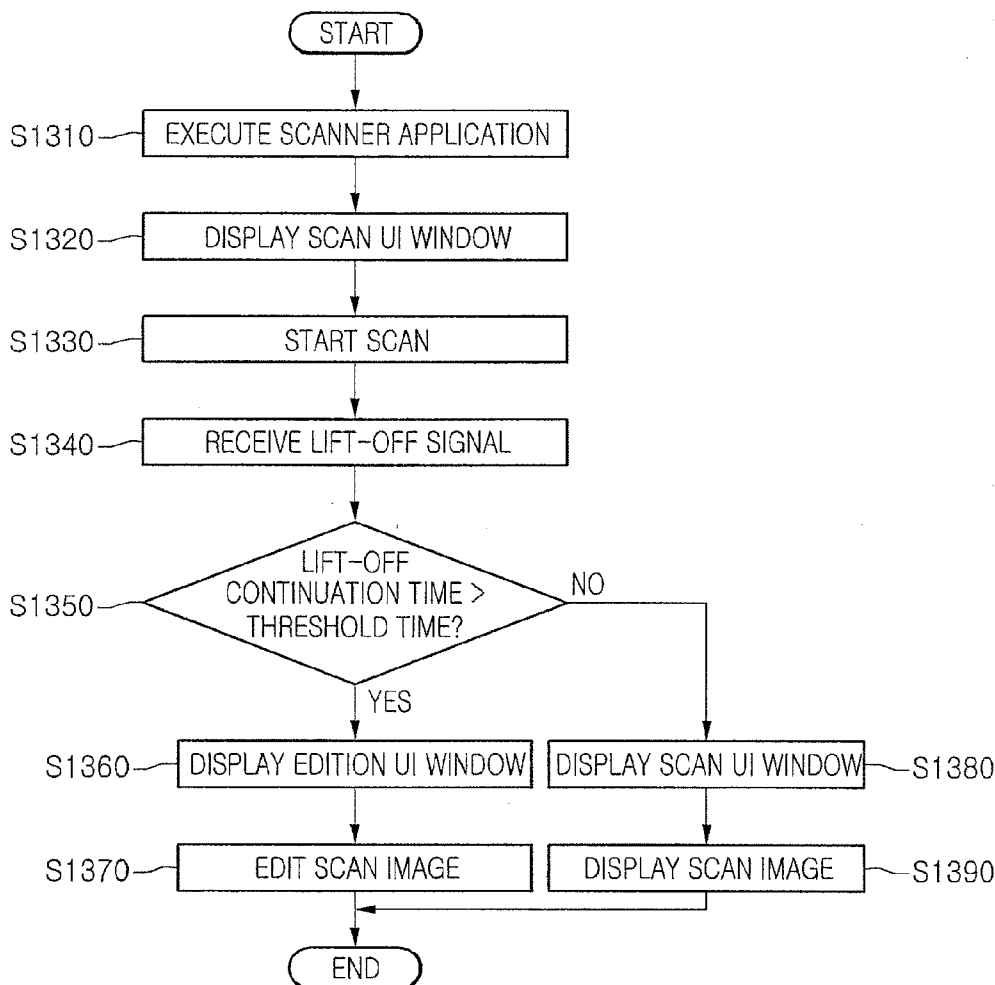 START
S1310
EXECUTE SCANNER APPLICATION
S1320
DISPLAY SCAN UI WINDOW
S1330
START SCAN
S1340
RECEIVE LIFT-OFF SIGNAL
S1350
LIFT-OFF
CONTINUATION TIME >
THRESHOLD TIME?
NO
YES
S1360
DISPLAY EDITION UI WINDOW
DISPLAY SCAN UI WINDOW
S1380
S1370
EDIT SCAN IMAGE
DISPLAY SCAN IMAGE
S1390
END